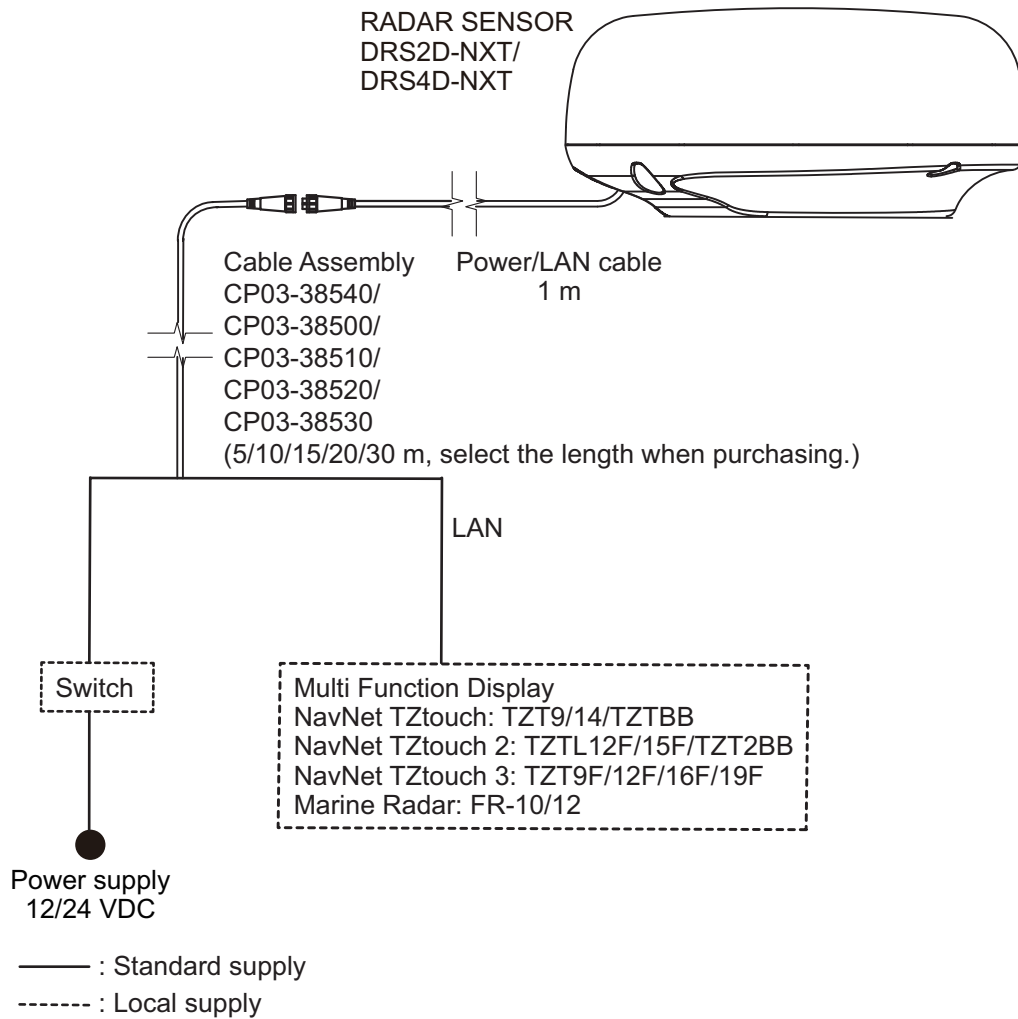 RADAR SENSOR
DRS2D-NXT/
DRS4D-NXT
Cable Assembly
CP03-38540/
CP03-38500/
CP03-38510/
CP03-38520/
CP03-38530
(5/10/15/20/30 m, select the length when purchasing.)
Power/LAN cable
1 m
LAN
Switch
Multi Function Display
NavNet TZtouch: TZT9/14/TZTBB
NavNet TZtouch 2: TZTL12F/15F/TZT2BB
NavNet TZtouch 3: TZT9F/12F/16F/19F
Marine Radar: FR-10/12
Power supply
12/24 VDC
: Standard supply
: Local supply